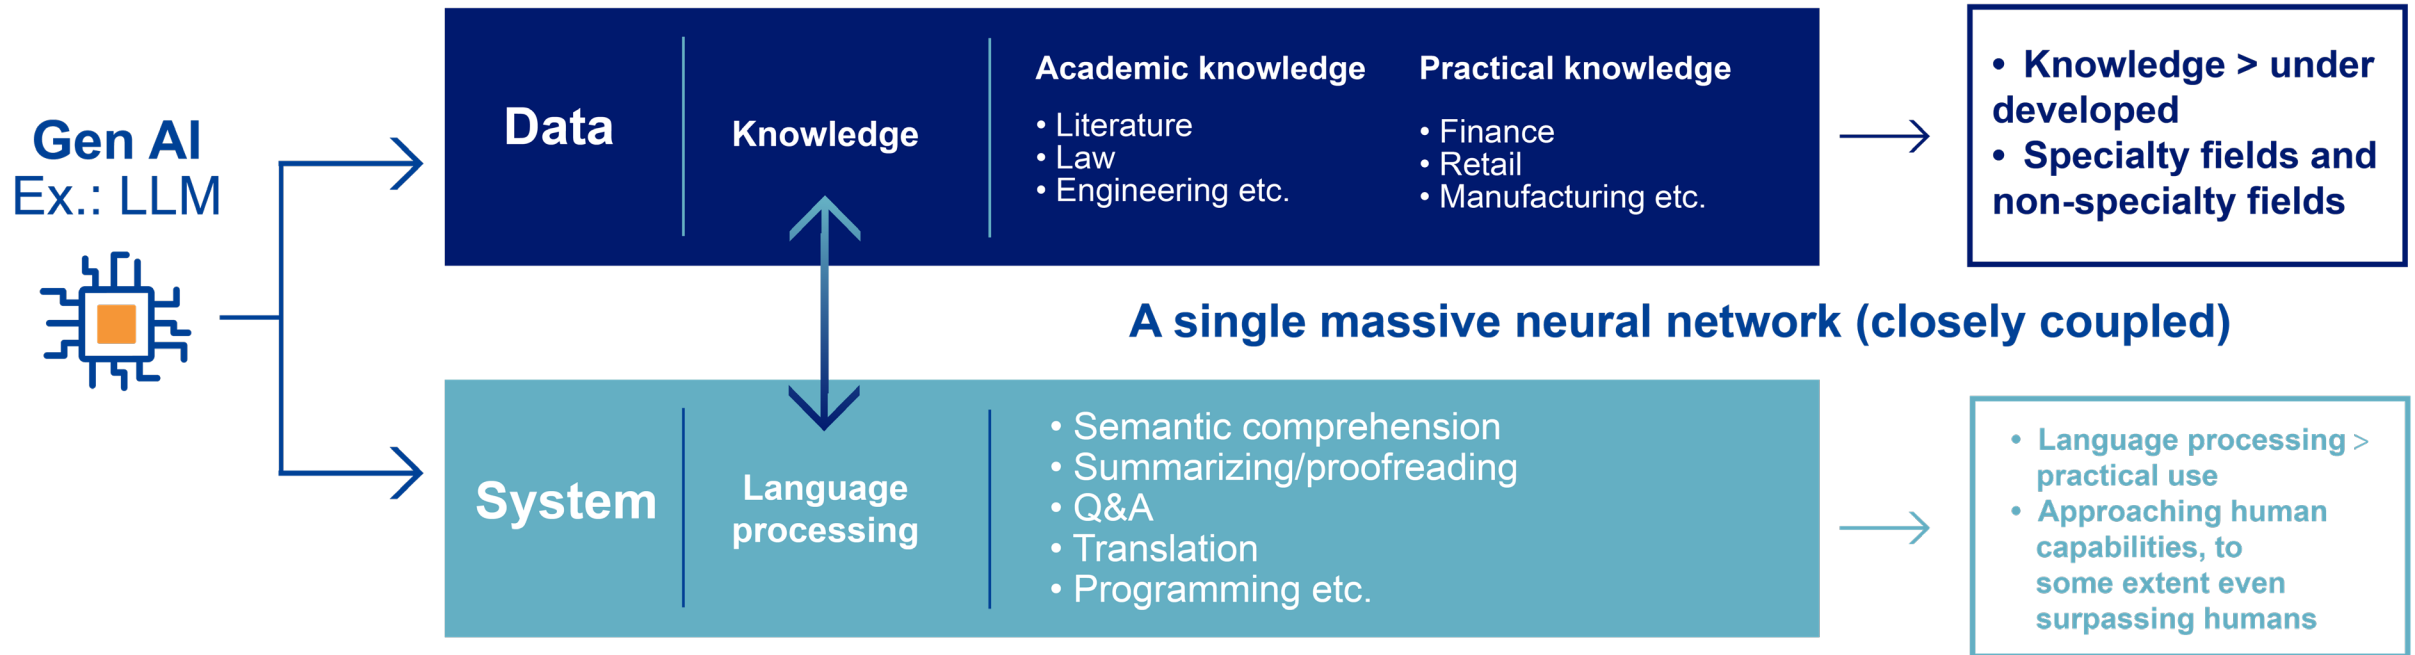 Gen AI
Ex.: LLM
Data
Knowledge
Academic knowledge
• Literature
• Law
• Engineering etc.
Practical knowledge
• Finance
• Retail
• Manufacturing etc.
• Knowledge > under
developed
• Specialty fields and
non-specialty fields
A single massive neural network (closely coupled)
System
Language
processing
• Semantic comprehension
• Summarizing/proofreading
• Q&A
• Translation
• Programming etc.
• Language processing >
practical use
• Approaching human
capabilities, to
some extent even
surpassing humans